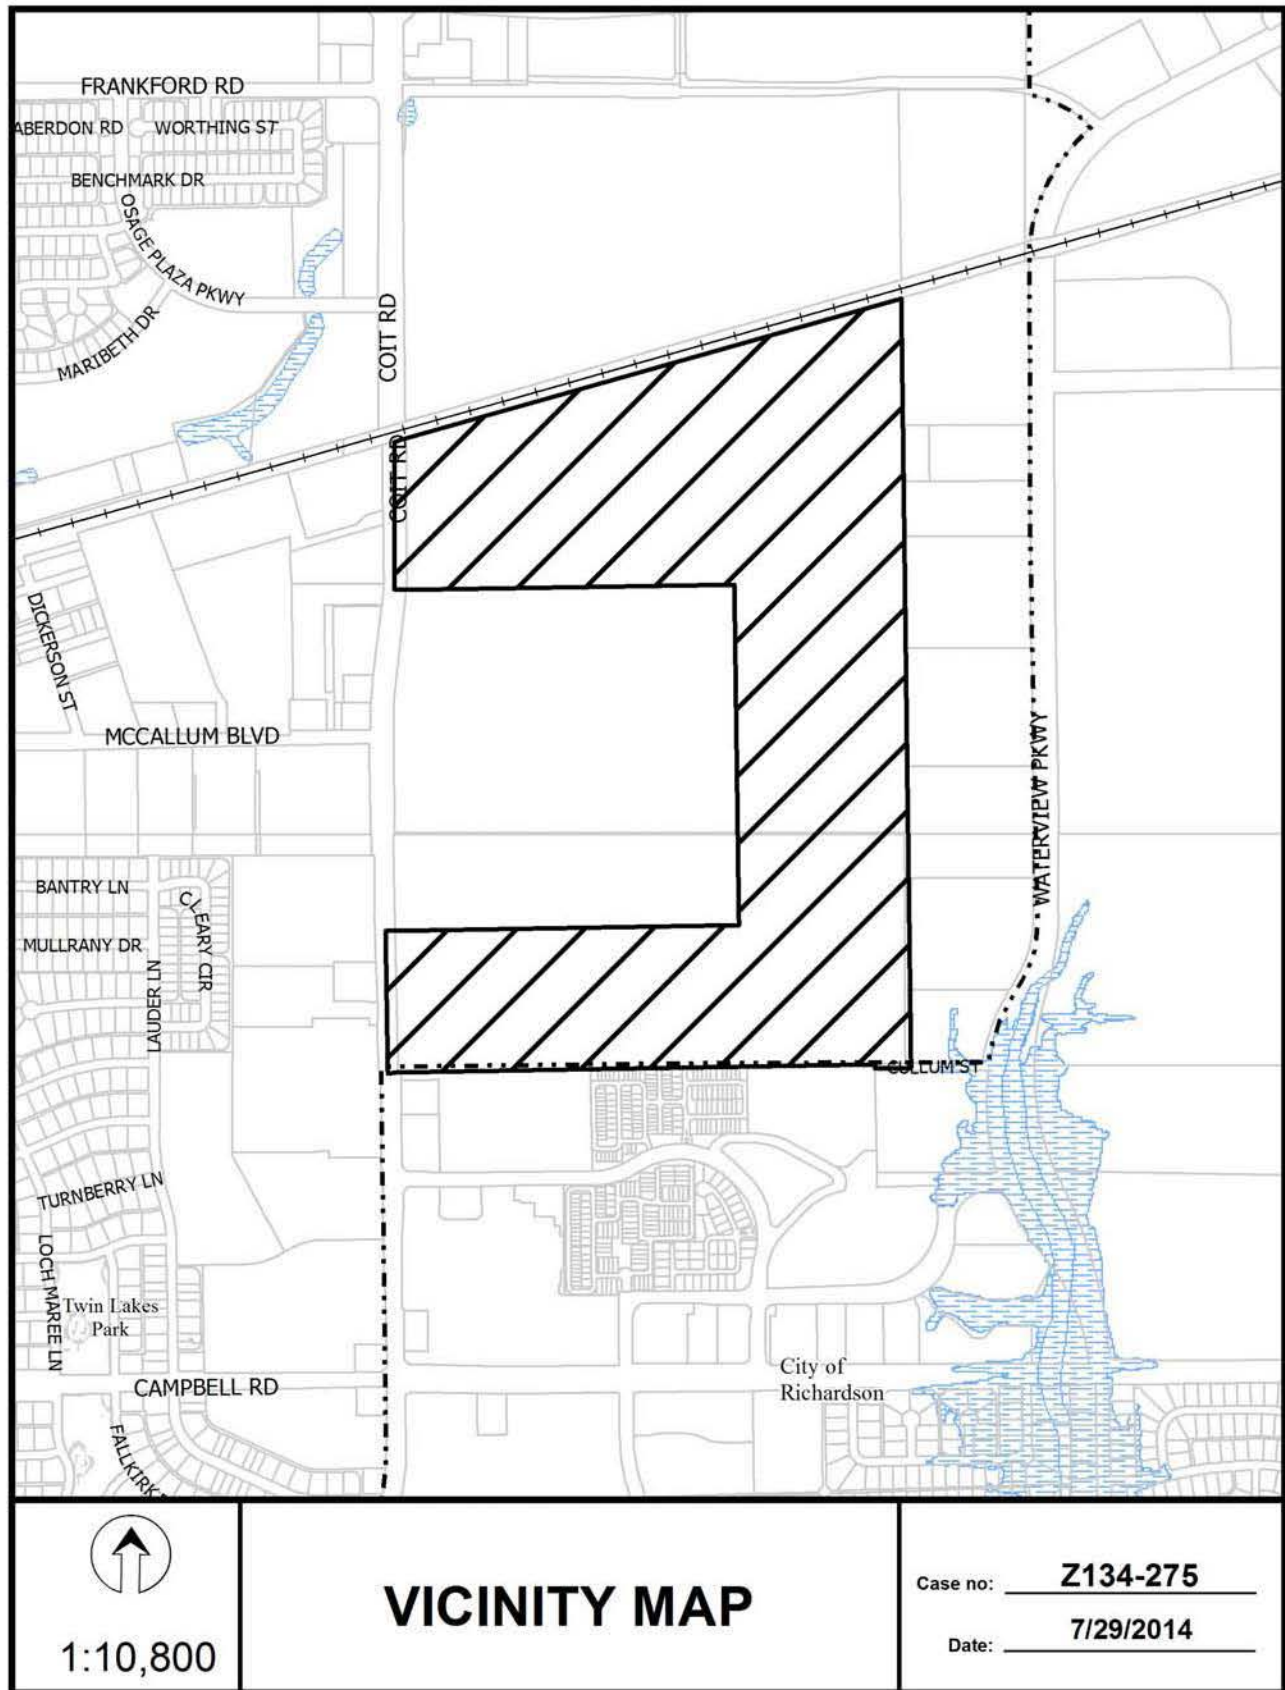 FRANKFORD RD
ABERDON RD
WORTHING ST
BENCHMARK DR
OSAGE PLAZA PKWY
MARIBETH DR
COIT RD
COIT RD
DICKERSON ST
MCCALLUM BLVD
WATERVIEW PKWY
BANTRY LN
CLEARY CIR
MULLRANY DR
LAUDER LN
CULLUM ST
TURNBERRY LN
LOCH MAREE LN
Twin Lakes
Park
City of
Richardson
CAMPBELL RD
FALLKIRK
1:10,800
VICINITY MAP
Case no: Z134-275
Date: 7/29/2014